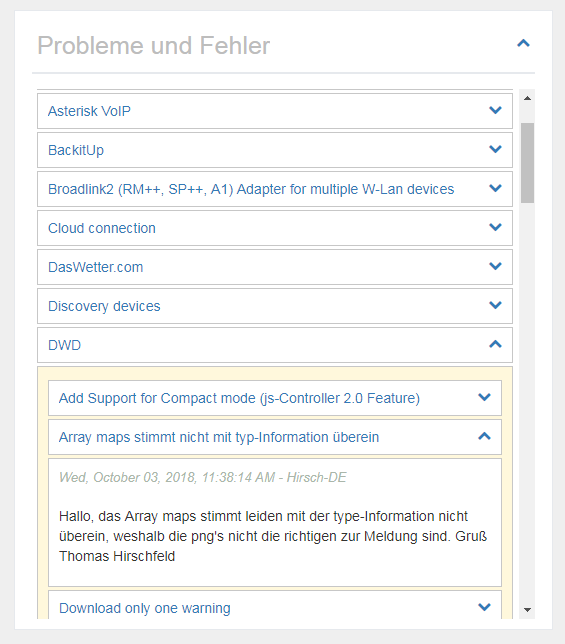 Probleme und Fehler
Asterisk VoIP
BackitUp
Broadlink2 (RM++, SP++, A1) Adapter for multiple W-Lan devices
Cloud connection
DasWetter.com
Discovery devices
DWD
Add Support for Compact mode (js-Controller 2.0 Feature)
Array maps stimmt nicht mit typ-Information überein
Wed, October 03, 2018, 11:38:14 AM - Hirsch-DE
Hallo, das Array maps stimmt leiden mit der type-Information nicht
überein, weshalb die png's nicht die richtigen zur Meldung sind. Gruß
Thomas Hirschfeld
Download only one warning